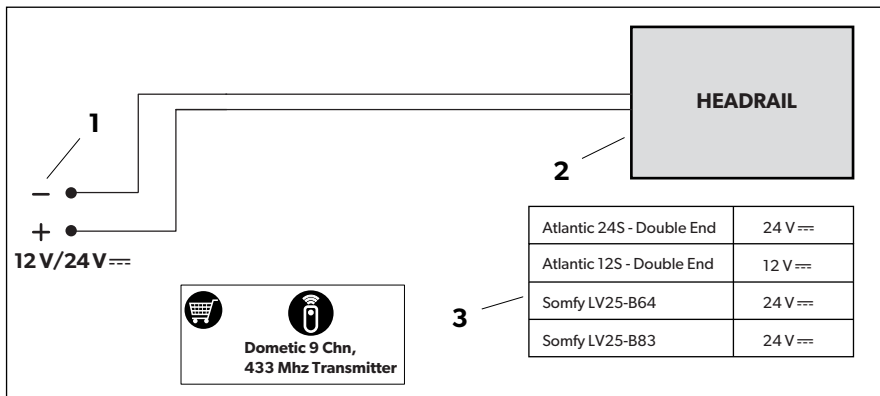 HEADRAIL
1
2
−
+
12 V/24 V⎓
Atlantic 24S - Double End 24 V⎓
Atlantic 12S - Double End 12 V⎓
3
Somfy LV25-B64 24 V⎓
Somfy LV25-B83 24 V⎓
Dometic 9 Chn,
433 Mhz Transmitter